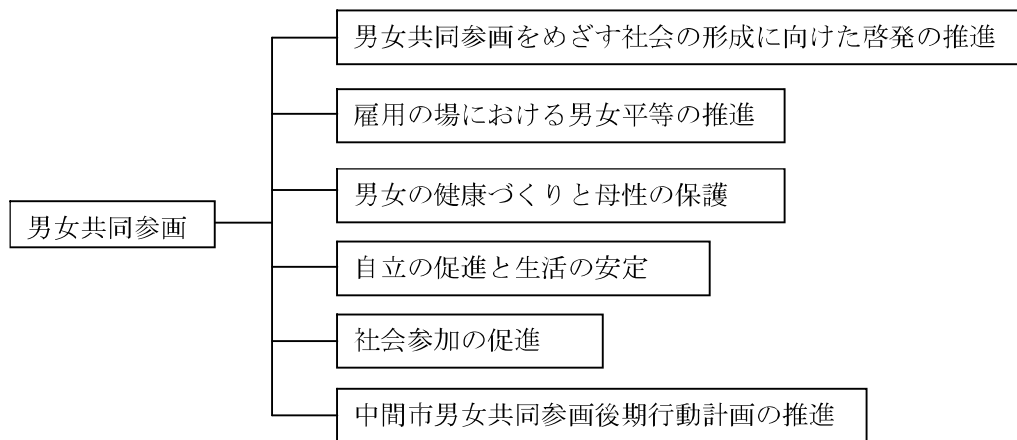 男女共同参画
男女共同参画をめざす社会の形成に向けた啓発の推進
雇用の場における男女平等の推進
男女の健康づくりと母性の保護
自立の促進と生活の安定
社会参加の促進
中間市男女共同参画後期行動計画の推進